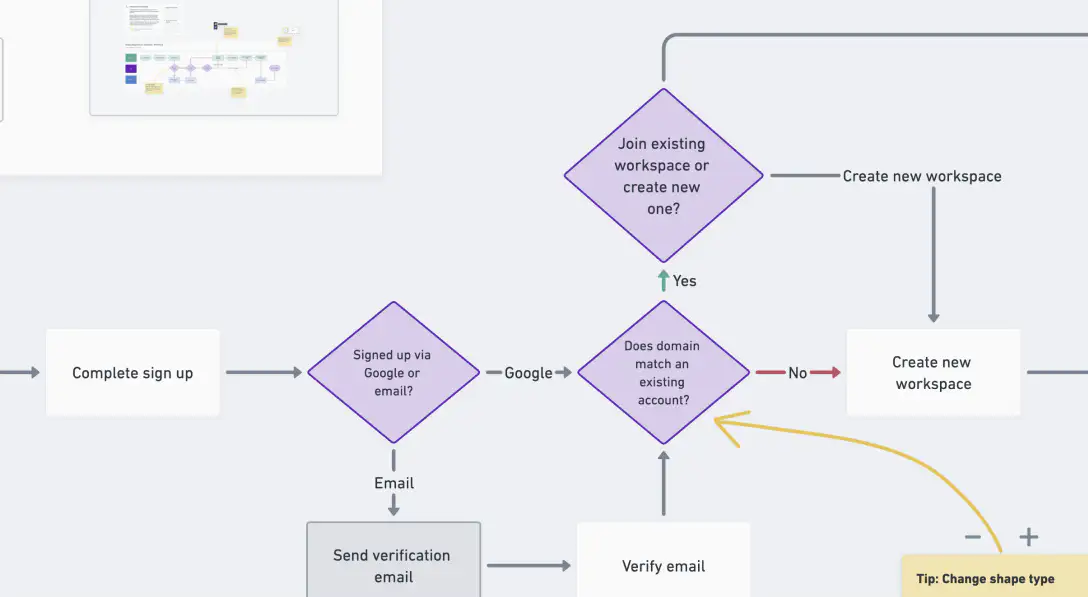 Join existing
workspace or
create new
one?
Create new workspace
Yes
Complete sign up
Signed up via
Google or
email?
Google
Does domain
match an
existing
account?
No
Create new
workspace
Email
Send verification
email
Verify email
Tip: Change shape type